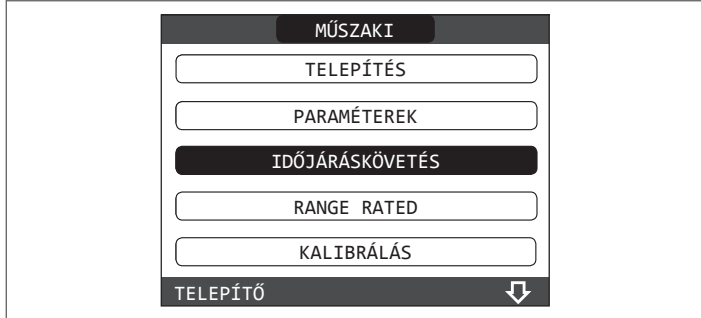 MŰSZAKI
TELEPÍTÉS
PARAMÉTEREK
IDŐJÁRÁSKÖVETÉS
RANGE RATED
KALIBRÁLÁS
TELEPÍTŐ